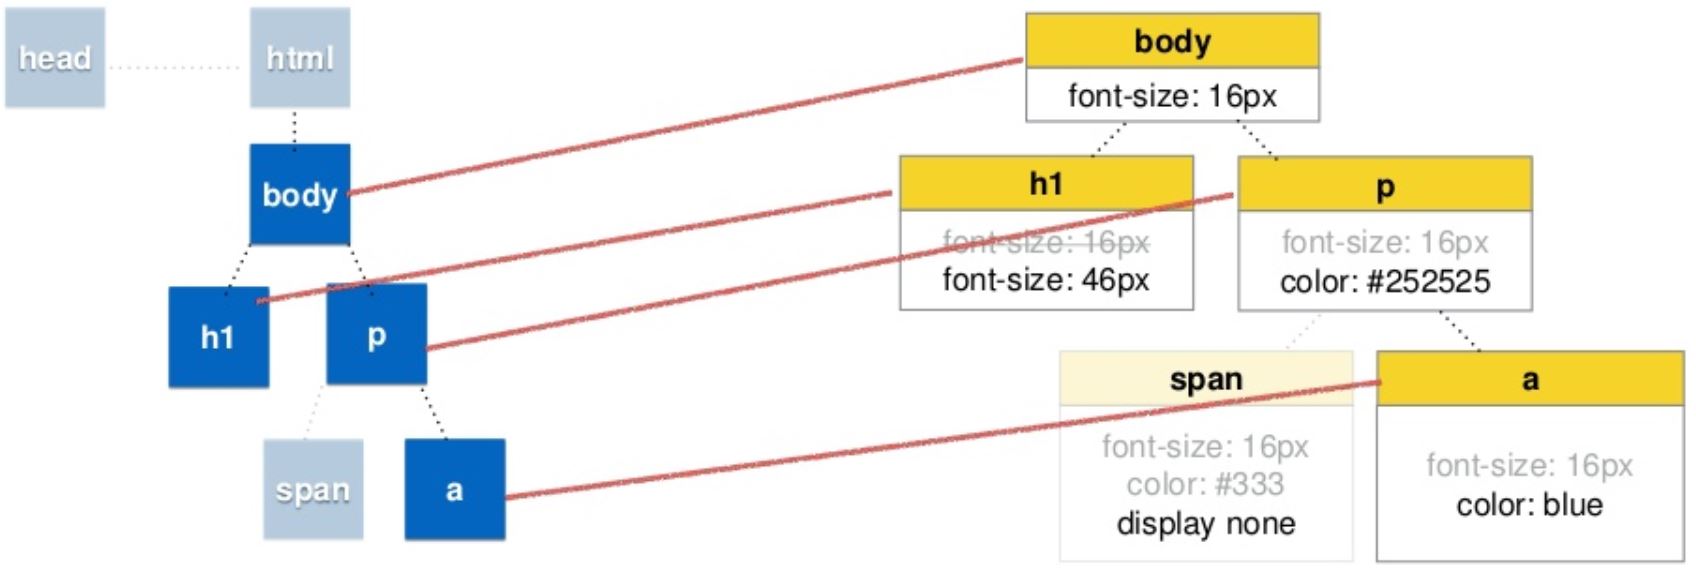 head
html
body
h1
p
span
a
body
font-size: 16px
h1
font-size: 16px
font-size: 46px
p
font-size: 16px
color: #252525
span
font-size: 16px
color: #333
display none
a
font-size: 16px
color: blue